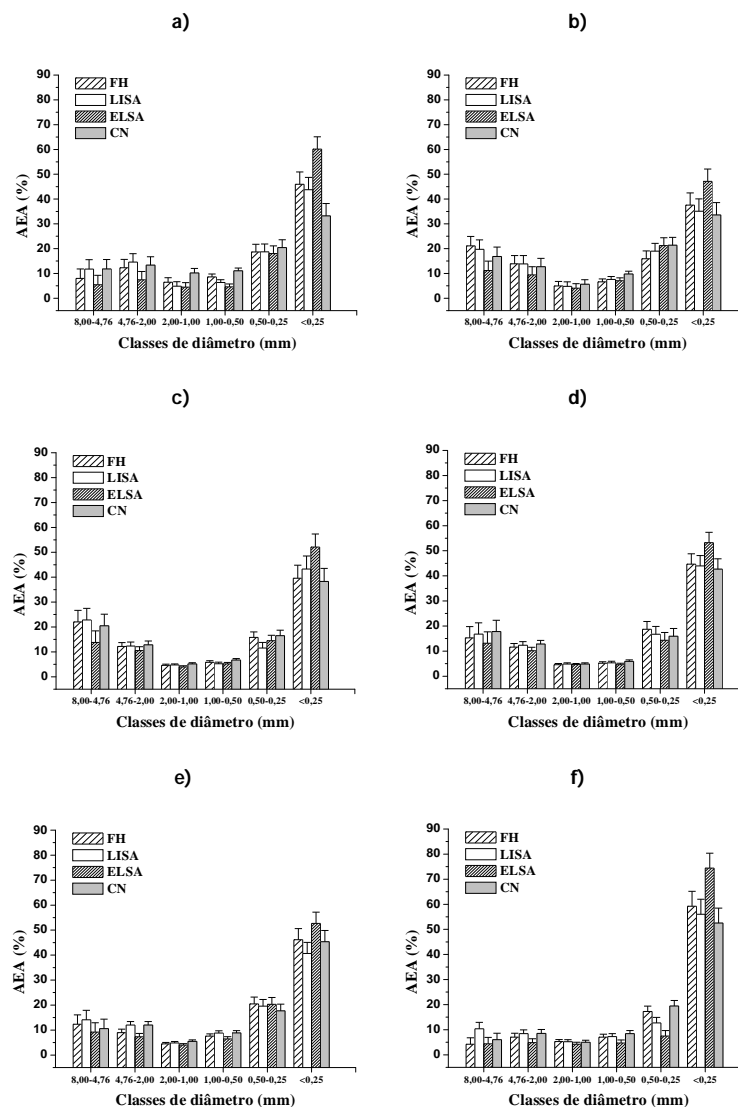 a)
90
80
70
60
50
40
30
20
10
0
AEA (%)
FH
LISA
ELSA
CN
8,00-4,76 4,76-2,00 2,00-1,00 1,00-0,50 0,50-0,25 <0,25
Classes de diâmetro (mm)
b)
90
80
70
60
50
40
30
20
10
0
AEA (%)
FH
LISA
ELSA
CN
8,00-4,76 4,76-2,00 2,00-1,00 1,00-0,50 0,50-0,25 <0,25
Classes de diâmetro (mm)
c)
90
80
70
60
50
40
30
20
10
0
AEA (%)
FH
LISA
ELSA
CN
8,00-4,76 4,76-2,00 2,00-1,00 1,00-0,50 0,50-0,25 <0,25
Classes de diâmetro (mm)
d)
90
80
70
60
50
40
30
20
10
0
AEA (%)
FH
LISA
ELSA
CN
8,00-4,76 4,76-2,00 2,00-1,00 1,00-0,50 0,50-0,25 <0,25
Classes de diâmetro (mm)
e)
90
80
70
60
50
40
30
20
10
0
AEA (%)
FH
LISA
ELSA
CN
8,00-4,76 4,76-2,00 2,00-1,00 1,00-0,50 0,50-0,25 <0,25
Classes de diâmetro (mm)
f)
90
80
70
60
50
40
30
20
10
0
AEA (%)
FH
LISA
ELSA
CN
8,00-4,76 4,76-2,00 2,00-1,00 1,00-0,50 0,50-0,25 <0,25
Classes de diâmetro (mm)